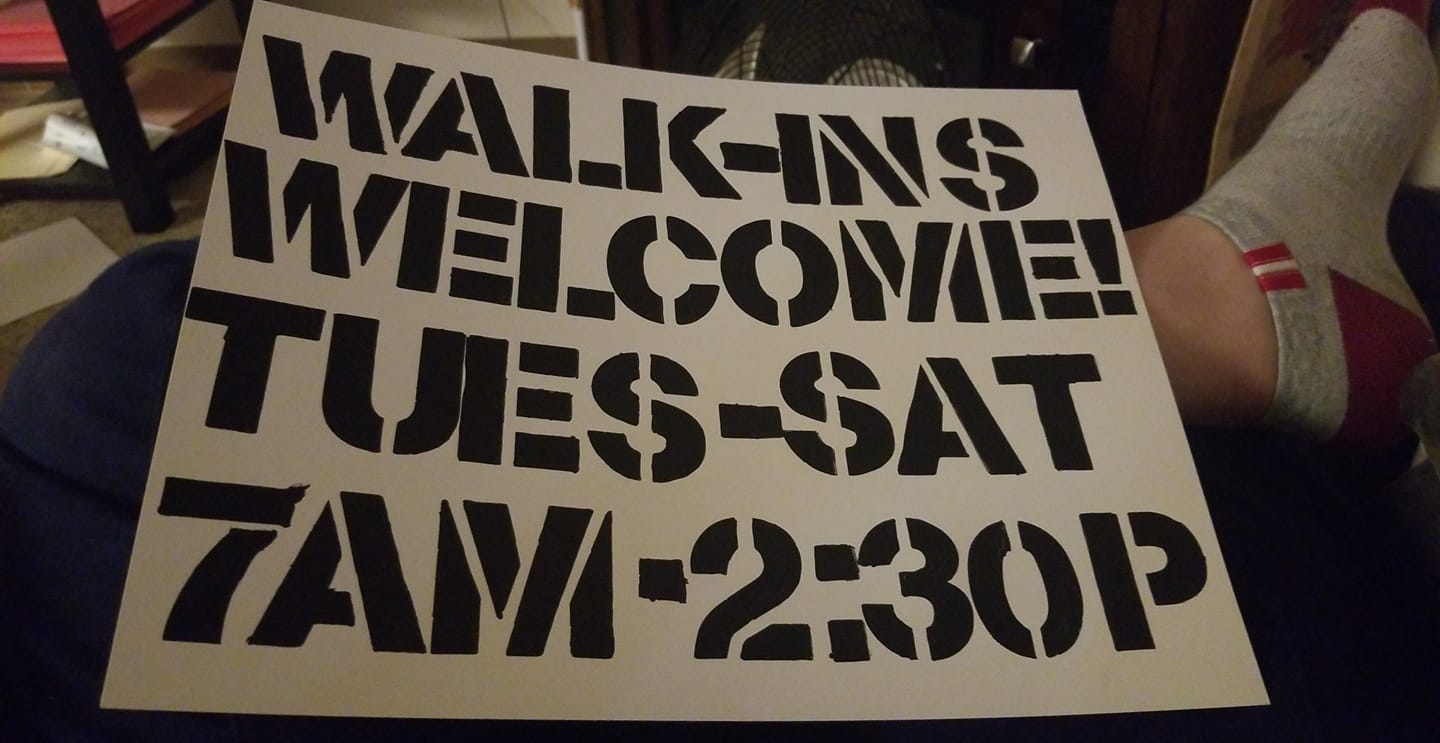 WALK-INS
WELCOME!
TUES-SAT
7AM-2:30P